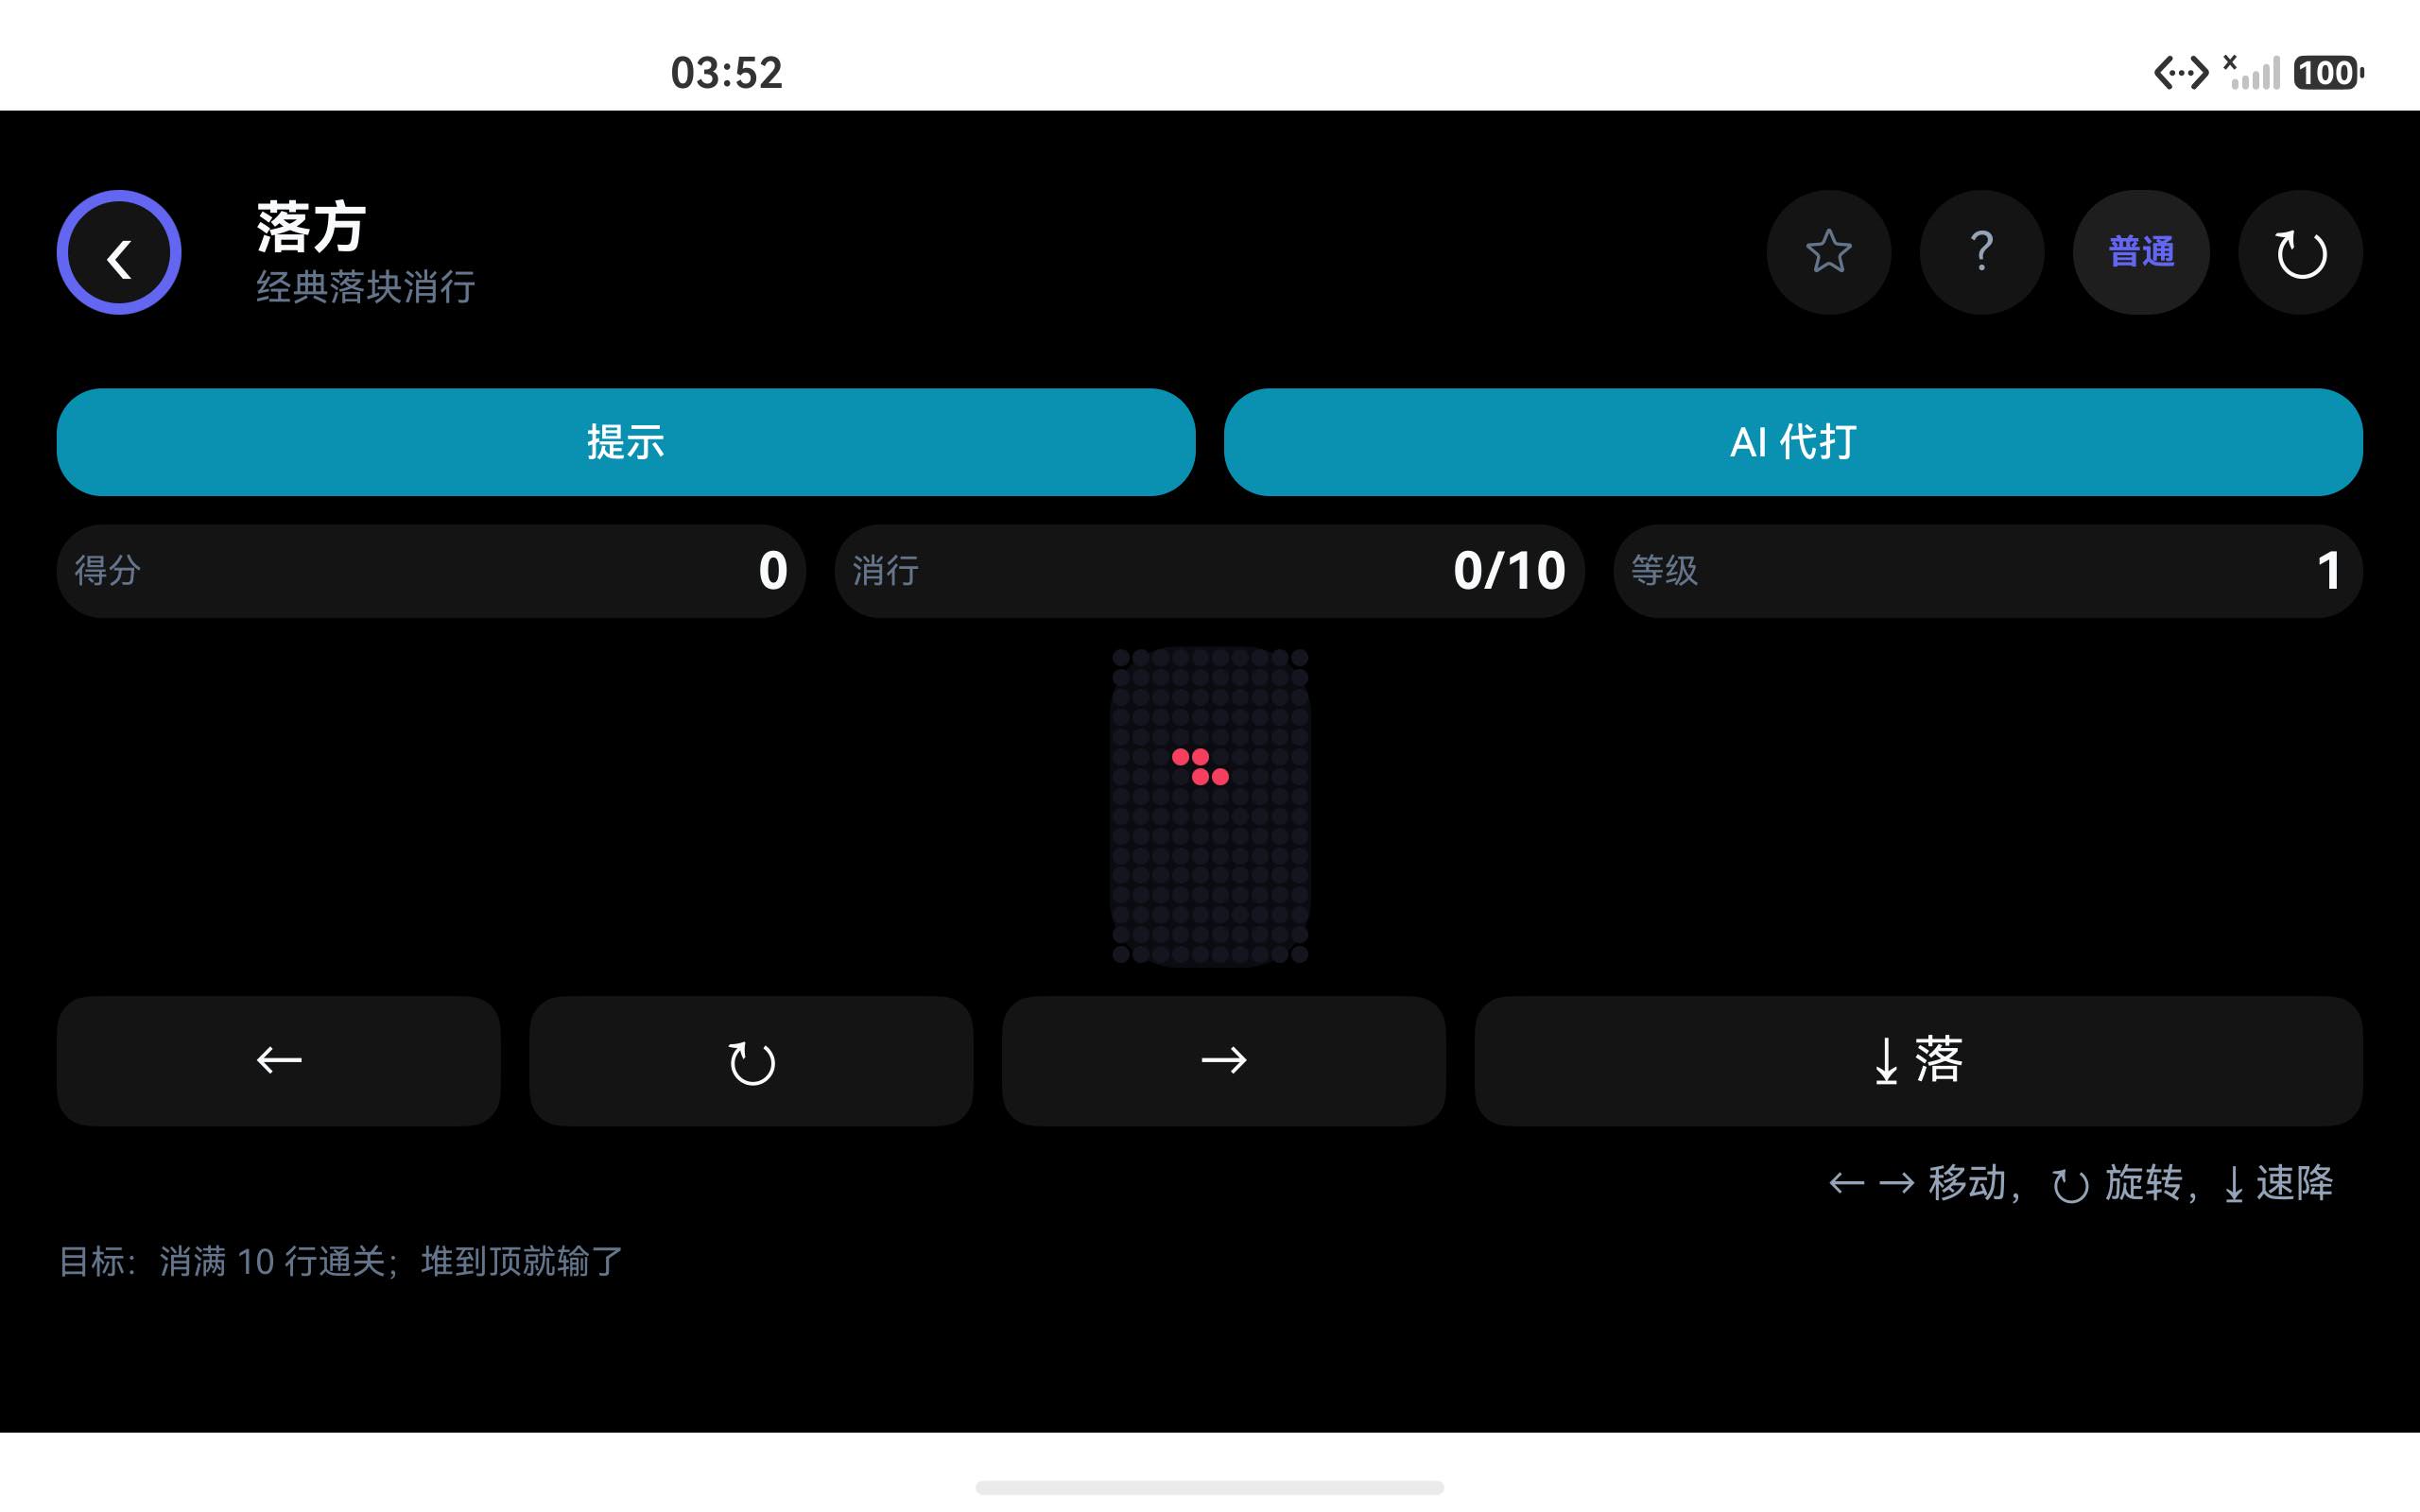 03:52
100
落方
经典落块消行
?
普通
提示
AI 代打
得分 0
消行 0/10
等级 1
← ↻ → ⤓落
← → 移动, ↻ 旋转, ⤓速降
目标：消满 10 行通关；堆到顶就输了